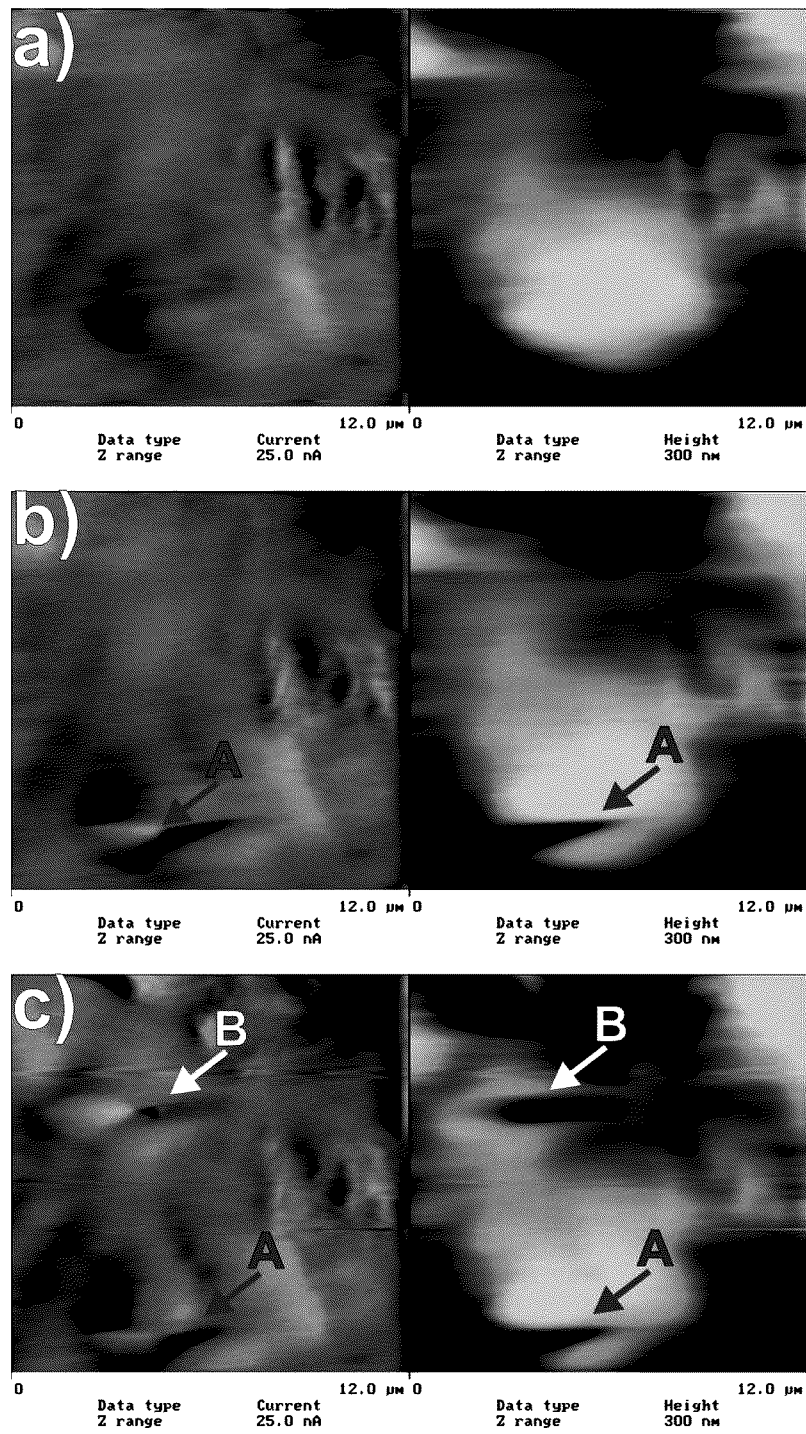 a)
0 12.0 µm 0 12.0 µm
Data type Current Data type Height
Z range 25.0 nA Z range 300 nm
b)
A A
0 12.0 µm 0 12.0 µm
Data type Current Data type Height
Z range 25.0 nA Z range 300 nm
c)
B B
A A
0 12.0 µm 0 12.0 µm
Data type Current Data type Height
Z range 25.0 nA Z range 300 nm